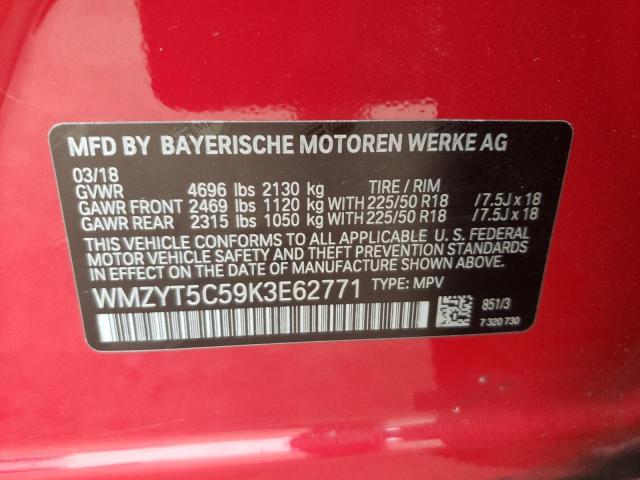 MFD BY BAYERISCHE MOTOREN WERKE AG
03/18
GVWR 4696 lbs 2130 kg TIRE / RIM
GAWR FRONT 2469 lbs 1120 kg WITH 225/50 R18 /7.5J x 18
GAWR REAR 2315 lbs 1050 kg WITH 225/50 R18 /7.5J x 18
THIS VEHICLE CONFORMS TO ALL APPLICABLE U. S. FEDERAL
MOTOR VEHICLE SAFETY, BUMPER, AND THEFT PREVENTION
STANDARDS IN EFFECT ON THE DATE OF MANUFACTURE SHOWN ABOVE.
WMZYT5C59K3E62771 TYPE: MPV
851/3
7 320 730